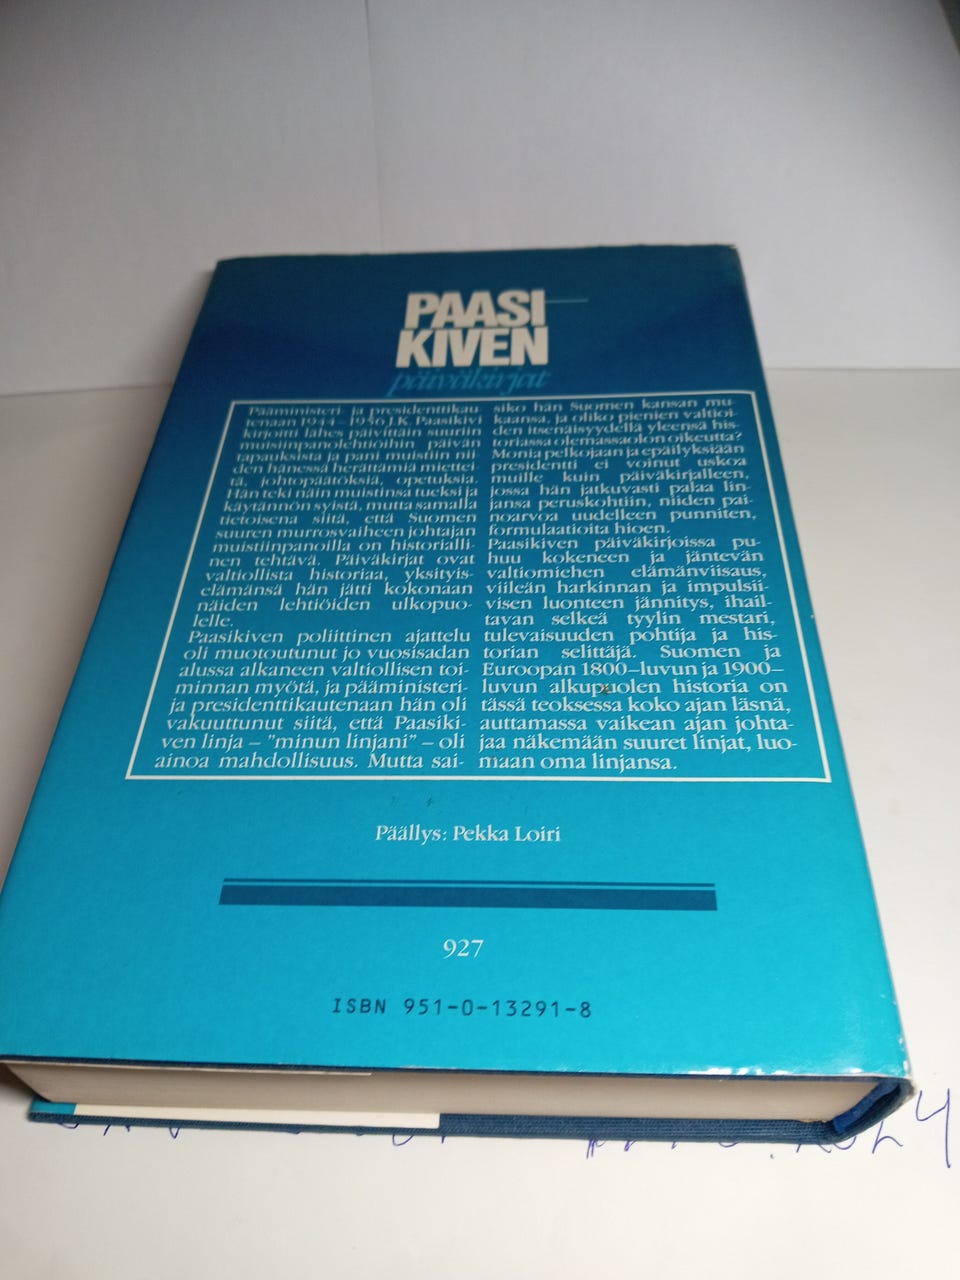 PAASI
KIVEN
päiväkirjat
Pääministeri- ja presidenttikau-
tenaan 1944–1956 J.K. Paasikivi
kirjoitti lähes päivittäin suuriin
muistiinpanolehtiöihin päivän
tapauksista ja pani muistiin nii-
den hänessä herättämiä miettei-
tä, johtopäätöksiä, opetuksia.
Hän teki näin muistinsa tueksi ja
käytännön syistä, mutta samalla
tietoisena siitä, että Suomen
suuren murrosvaiheen johtajan
muistiinpanoilla on historialli-
nen tehtävä. Päiväkirjat ovat
valtiollista historiaa, yksityis-
elämänsä hän jätti kokonaan
näiden lehtiöiden ulkopuo-
lelle.
Paasikiven poliittinen ajattelu
oli muotoutunut jo vuosisadan
alussa alkaneen valtiollisen toi-
minnan myötä, ja pääministeri-
ja presidenttikautenaan hän oli
vakuuttunut siitä, että Paasiki-
ven linja – "minun linjani" – oli
ainoa mahdollisuus. Mutta sai-
siko hän Suomen kansan mu-
kaansa, ja oliko pienien valtioi-
den itsenäisyydellä yleensä his-
toriassa olemassaolon oikeutta?
Monia pelkojaan ja epäilyksiään
presidentti ei voinut uskoa
muille kuin päiväkirjalleen,
jossa hän jatkuvasti palaa lin-
jansa peruskohtiin, niiden pai-
noarvoa uudelleen punniten,
formulaatioita hioen.
Paasikiven päiväkirjoissa pu-
huu kokeneen ja jäntevän
valtiomiehen elämänviisaus,
viileän harkinnan ja impulsii-
visen luonteen jännitys, ihail-
tavan selkeä tyylin mestari,
tulevaisuuden pohtija ja his-
torian selittäjä. Suomen ja
Euroopan 1800–luvun ja 1900–
luvun alkupuolen historia on
tässä teoksessa koko ajan läsnä,
auttamassa vaikean ajan johta-
jaa näkemään suuret linjat, luo-
maan oma linjansa.
Päällys: Pekka Loiri
927
ISBN 951-0-13291-8